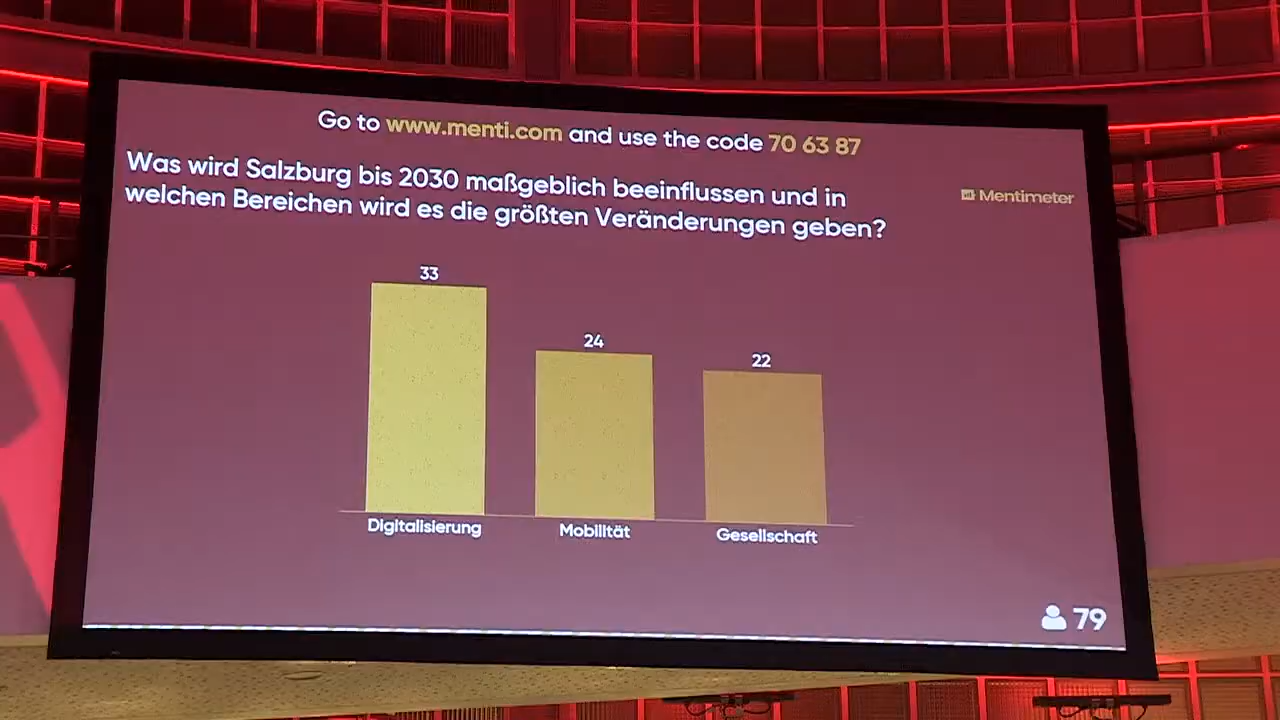 Go to www.menti.com and use the code 70 63 87
Was wird Salzburg bis 2030 maßgeblich beeinflussen und in
welchen Bereichen wird es die größten Veränderungen geben?
Mentimeter
33
24
22
Digitalisierung
Mobilität
Gesellschaft
79